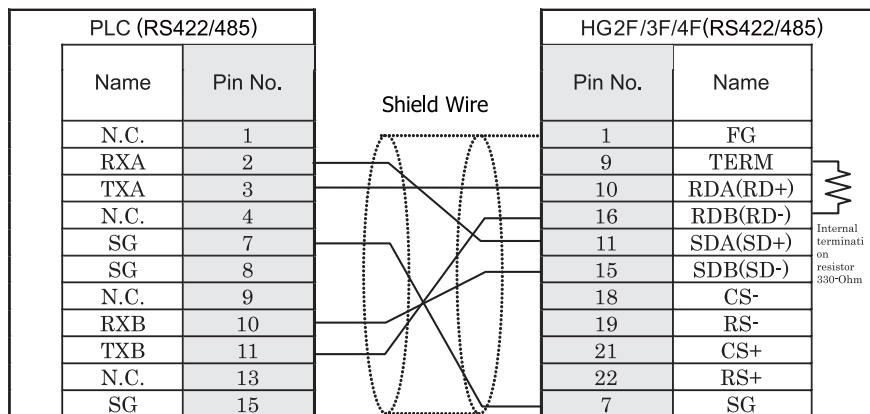 PLC (RS422/485) HG2F/3F/4F(RS422/485)
Name Pin No. Pin No. Name
Shield Wire
N.C. 1 1 FG
RXA 2 9 TERM
TXA 3 10 RDA(RD+)
N.C. 4 16 RDB(RD-)
SG 7 11 SDA(SD+)
SG 8 15 SDB(SD-)
N.C. 9 18 CS-
RXB 10 19 RS-
TXB 11 21 CS+
N.C. 13 22 RS+
SG 15 7 SG
Internal
terminati
on
resistor
330-Ohm